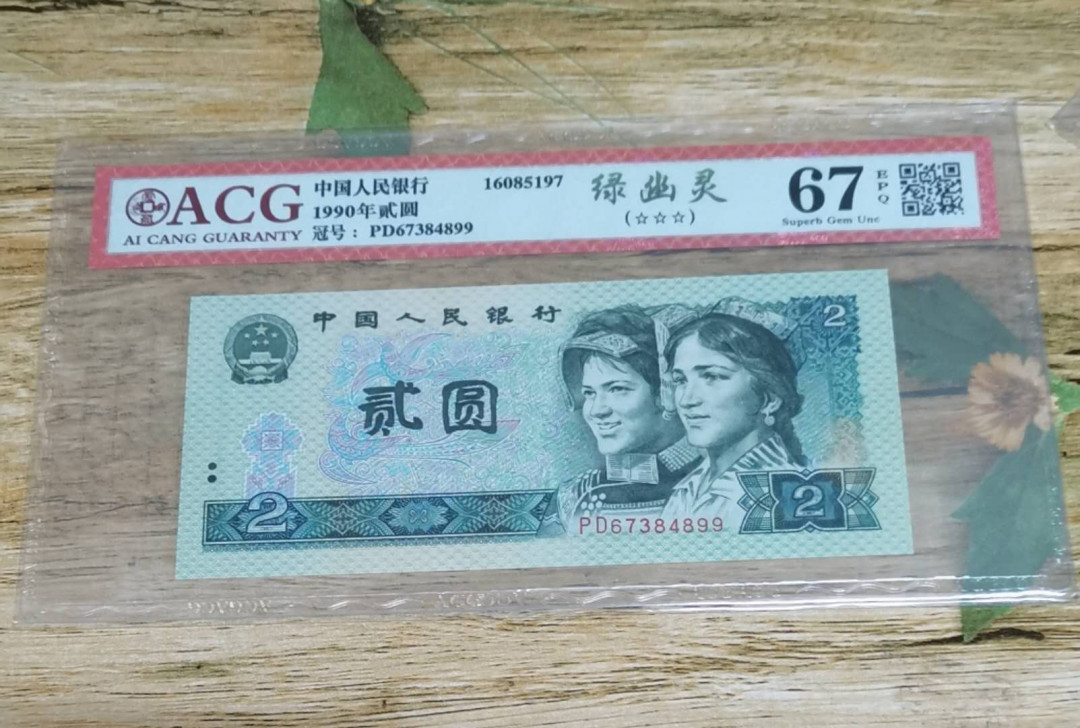 ACG
AI CANG GUARANTY
中国人民银行
1990年贰圆
冠号: PD67384899
16085197
绿幽灵
(☆☆☆)
67
EPQ
Superb Gem Unc
中国人民银行
2
贰圆
2
2
PD67384899